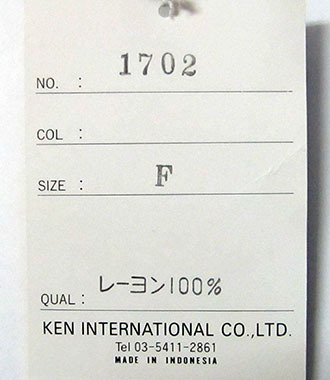 NO. : 1702
COL :
SIZE : F
QUAL : レーヨン100%
KEN INTERNATIONAL CO.,LTD.
Tel 03-5411-2861
MADE IN INDONESIA